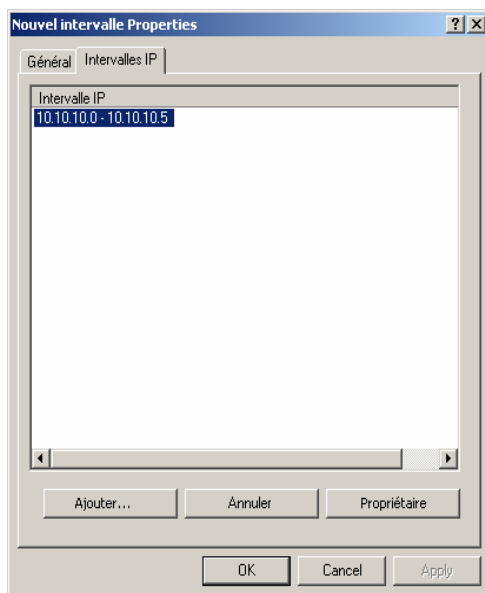 Nouvel intervalle Properties
Général Intervalles IP
Intervalle IP
10.10.10.0 - 10.10.10.5
Ajouter... Annuler Propriétaire
OK Cancel Apply